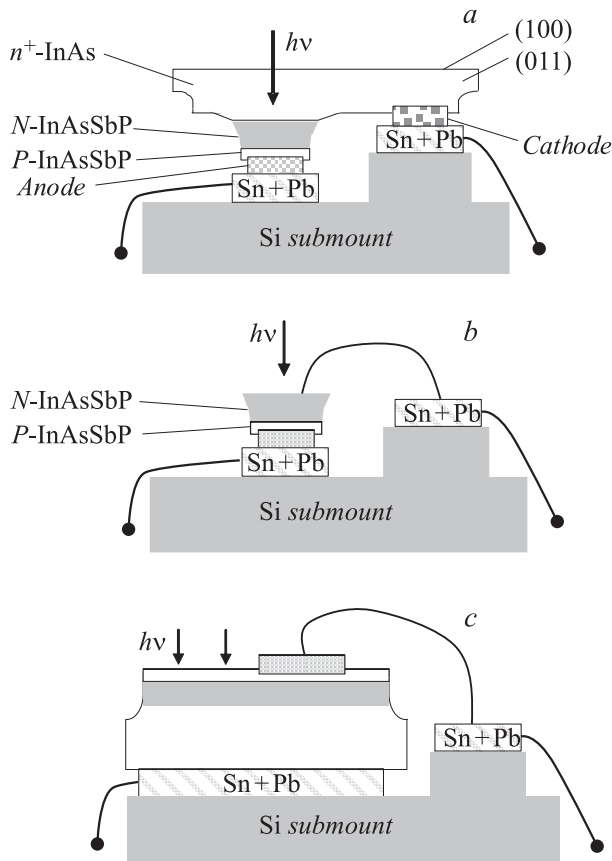 a
hν
(100)
n+-InAs
(011)
N-InAsSbP
P-InAsSbP
Anode
Sn+Pb
Sn+Pb
Cathode
Si submount
b
hν
N-InAsSbP
P-InAsSbP
Sn+Pb
Sn+Pb
Si submount
c
hν
Sn+Pb
Sn+Pb
Si submount